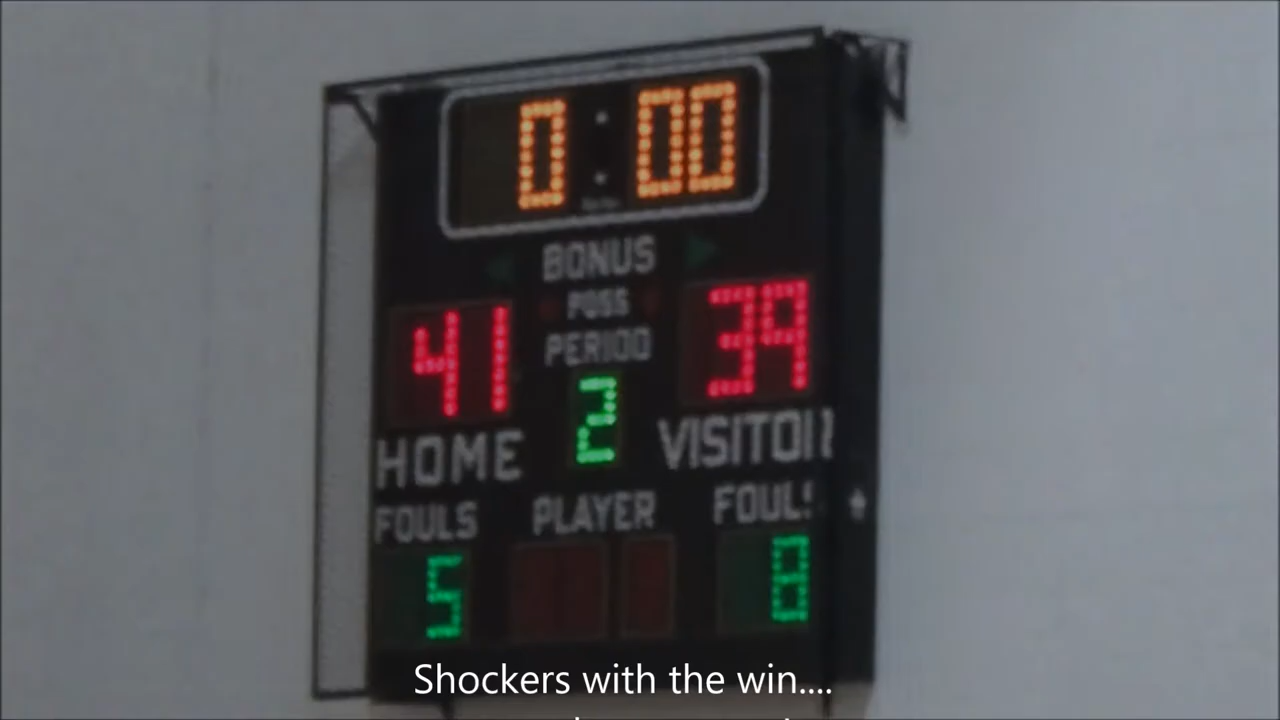 0:00
BONUS
41 POSS 39
PERIOD
2
HOME VISITOR
FOULS PLAYER FOULS
5 8
Shockers with the win....